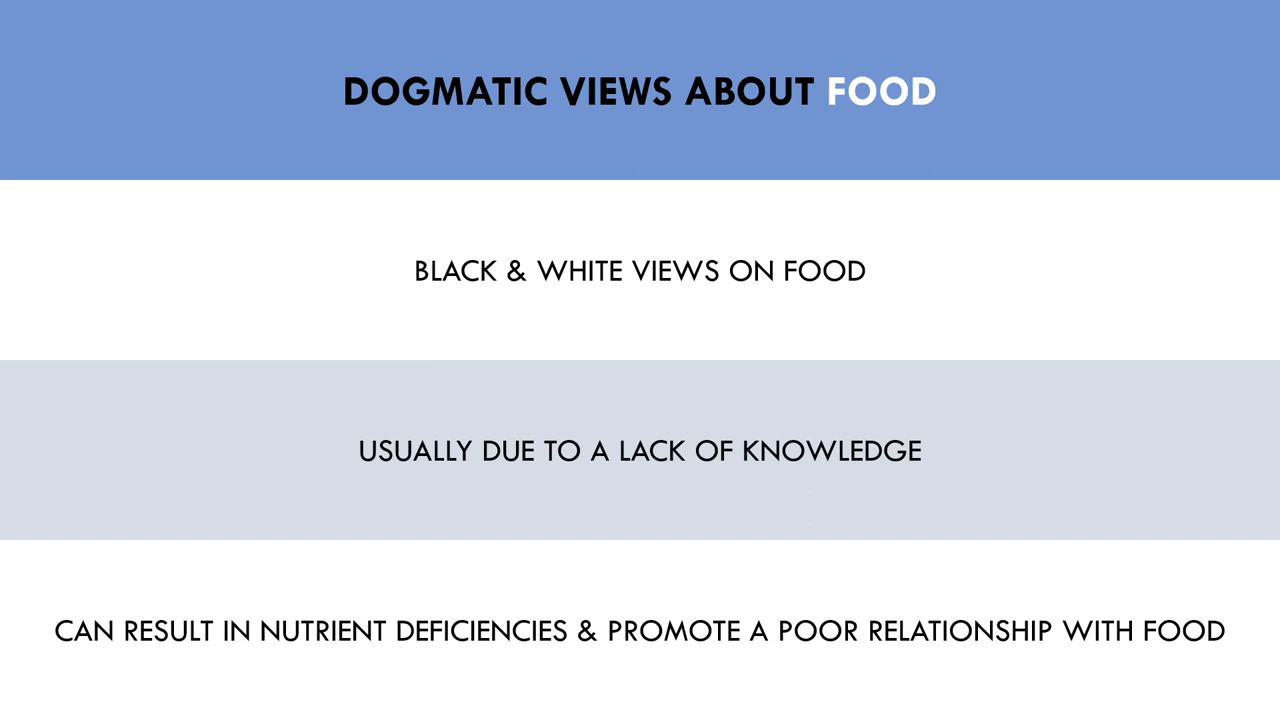 DOGMATIC VIEWS ABOUT FOOD
BLACK & WHITE VIEWS ON FOOD
USUALLY DUE TO A LACK OF KNOWLEDGE
CAN RESULT IN NUTRIENT DEFICIENCIES & PROMOTE A POOR RELATIONSHIP WITH FOOD